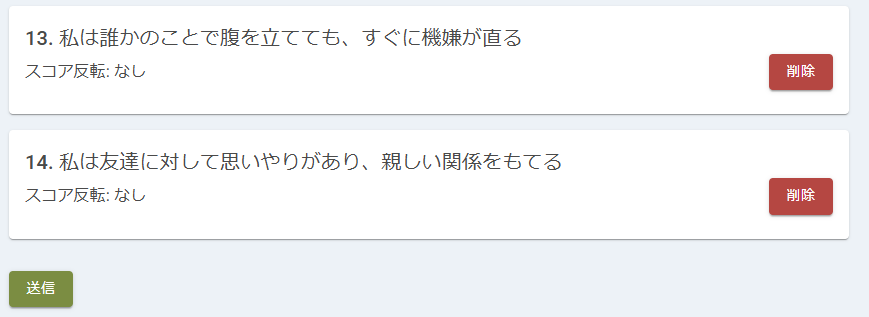 13. 私は誰かのことで腹を立てても、すぐに機嫌が直る
スコア反転: なし
削除
14. 私は友達に対して思いやりがあり、親しい関係をもてる
スコア反転: なし
削除
送信